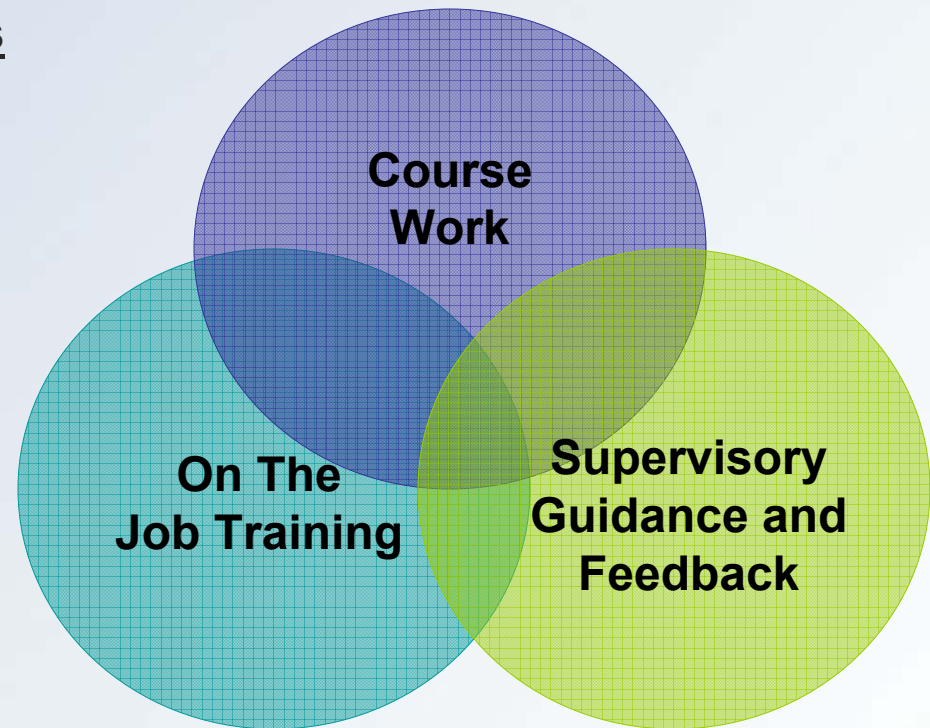 s
Course
Work
On The
Job Training
Supervisory
Guidance and
Feedback